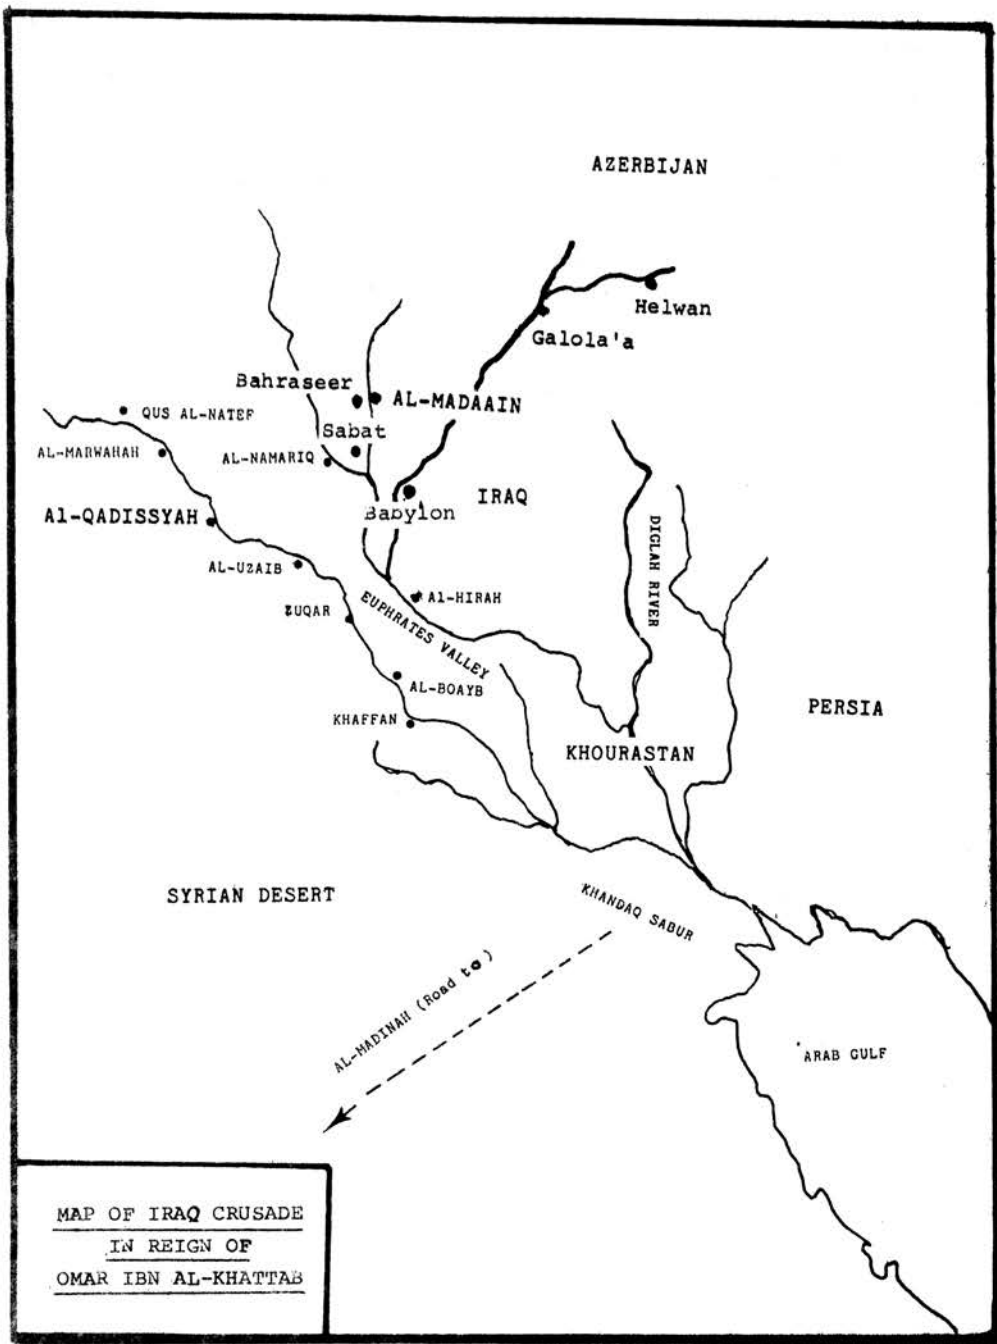 AZERBIJAN
Helwan
Galola'a
Bahraseer
AL-MADAAIN
QUS AL-NATEF
Sabat
AL-MARWAHAH
AL-NAMARIQ
IRAQ
Babylon
Al-QADISSYAH
DIGLAH RIVER
AL-UZAIB
Al-HIRAH
ZUQAR
EUPHRATES VALLEY
AL-BOAYB
PERSIA
KHAFFAN
KHOURASTAN
SYRIAN DESERT
KHANDAQ SABUR
AL-MADINAH (Road to)
ARAB GULF
MAP OF IRAQ CRUSADE
IN REIGN OF
OMAR IBN AL-KHATTAB